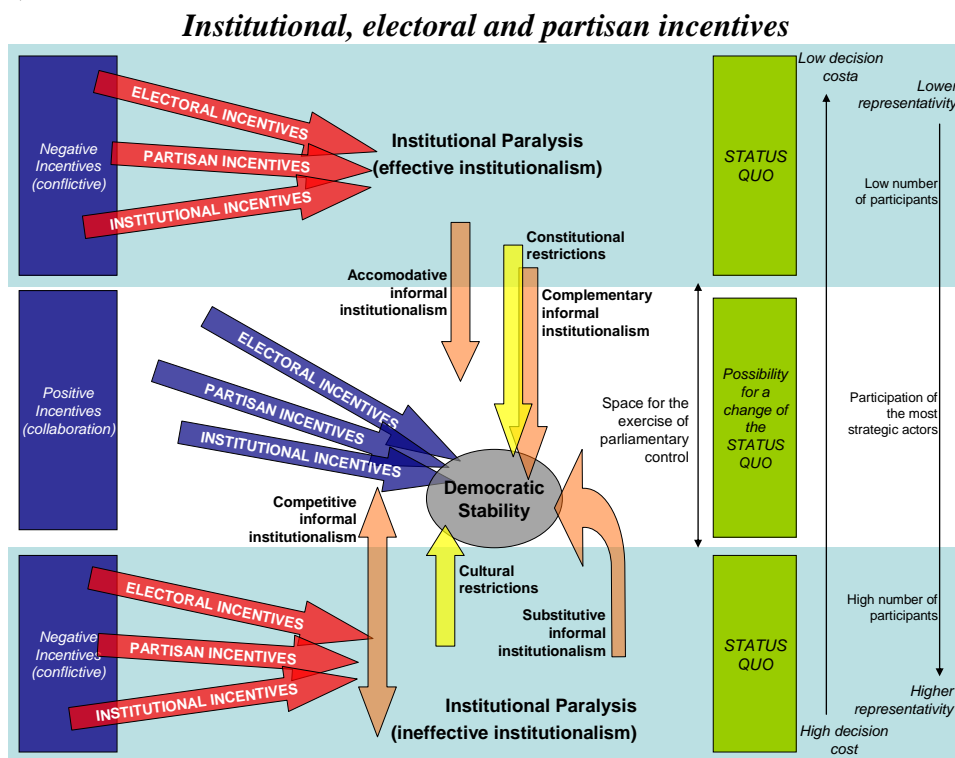 Institutional, electoral and partisan incentives
Negative
Incentives
(conflictive)
ELECTORAL INCENTIVES
PARTISAN INCENTIVES
INSTITUTIONAL INCENTIVES
Institutional Paralysis
(effective institutionalism)
STATUS
QUO
Low decision
costa
Lower
representativity
Low number
of participants
Accomodative
informal
institutionalism
Constitutional
restrictions
Complementary
informal
institutionalism
Positive
Incentives
(collaboration)
ELECTORAL INCENTIVES
PARTISAN INCENTIVES
INSTITUTIONAL INCENTIVES
Democratic
Stability
Space for the
exercise of
parliamentary
control
Possibility
for a
change of
the
STATUS
QUO
Participation of
the most
strategic actors
Competitive
informal
institutionalism
Cultural
restrictions
Substitutive
informal
institutionalism
Negative
Incentives
(conflictive)
ELECTORAL INCENTIVES
PARTISAN INCENTIVES
INSTITUTIONAL INCENTIVES
Institutional Paralysis
(ineffective institutionalism)
STATUS
QUO
High number of
participants
Higher
representativity
High decision
cost